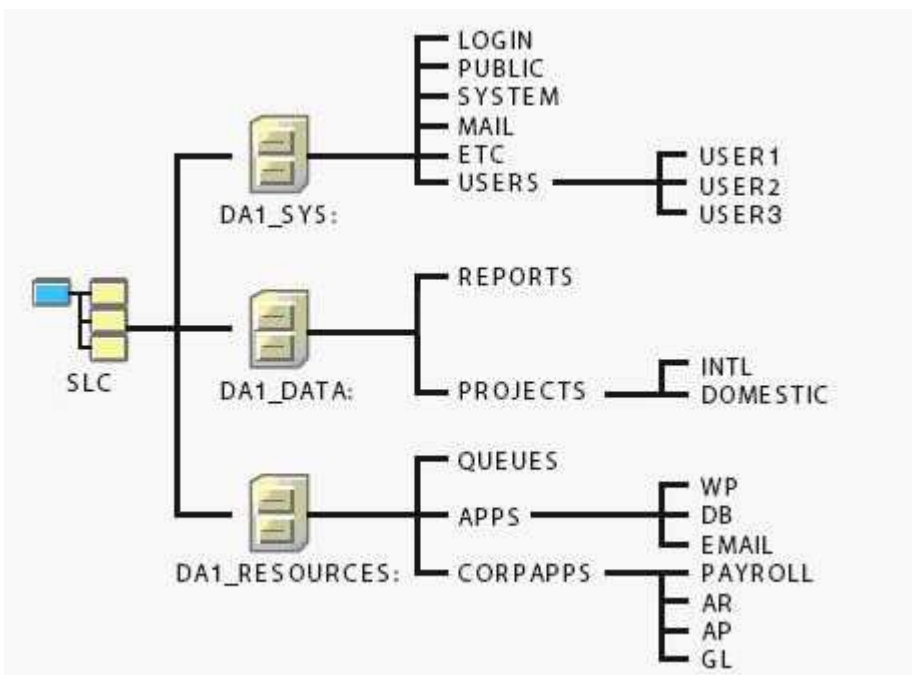 LOGIN
PUBLIC
SYSTEM
MAIL
ETC
USERS
USER1
USER2
USER3
DA1_SYS:
REPORTS
SLC
DA1_DATA:
PROJECTS
INTL
DOMESTIC
QUEUES
APPS
WP
DB
EMAIL
DA1_RESOURCES:
CORPAPPS
PAYROLL
AR
AP
GL